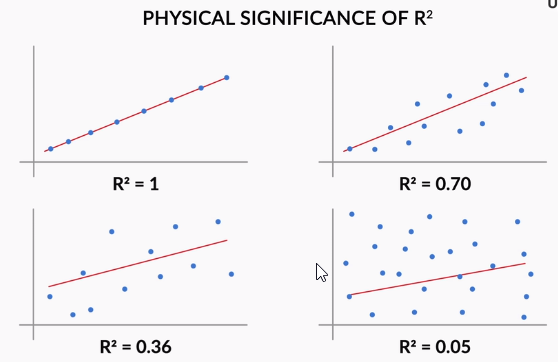 PHYSICAL SIGNIFICANCE OF R²
R² = 1
R² = 0.70
R² = 0.36
R² = 0.05